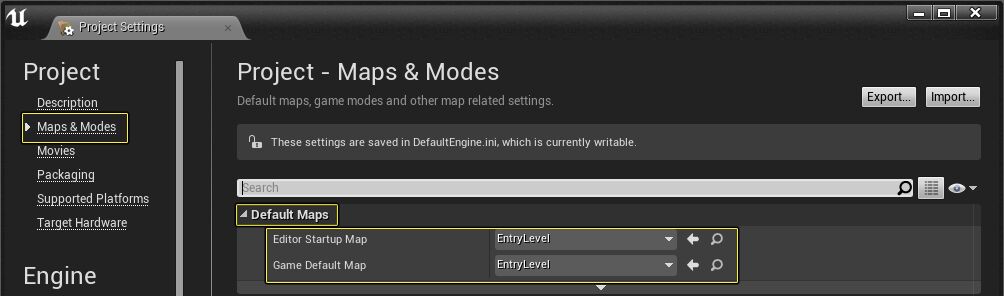 Project Settings
Project
Description
Maps & Modes
Movies
Packaging
Supported Platforms
Target Hardware
Engine
Project - Maps & Modes
Default maps, game modes and other map related settings.
Export...
Import...
These settings are saved in DefaultEngine.ini, which is currently writable.
Search
Default Maps
Editor Startup Map
EntryLevel
Game Default Map
EntryLevel